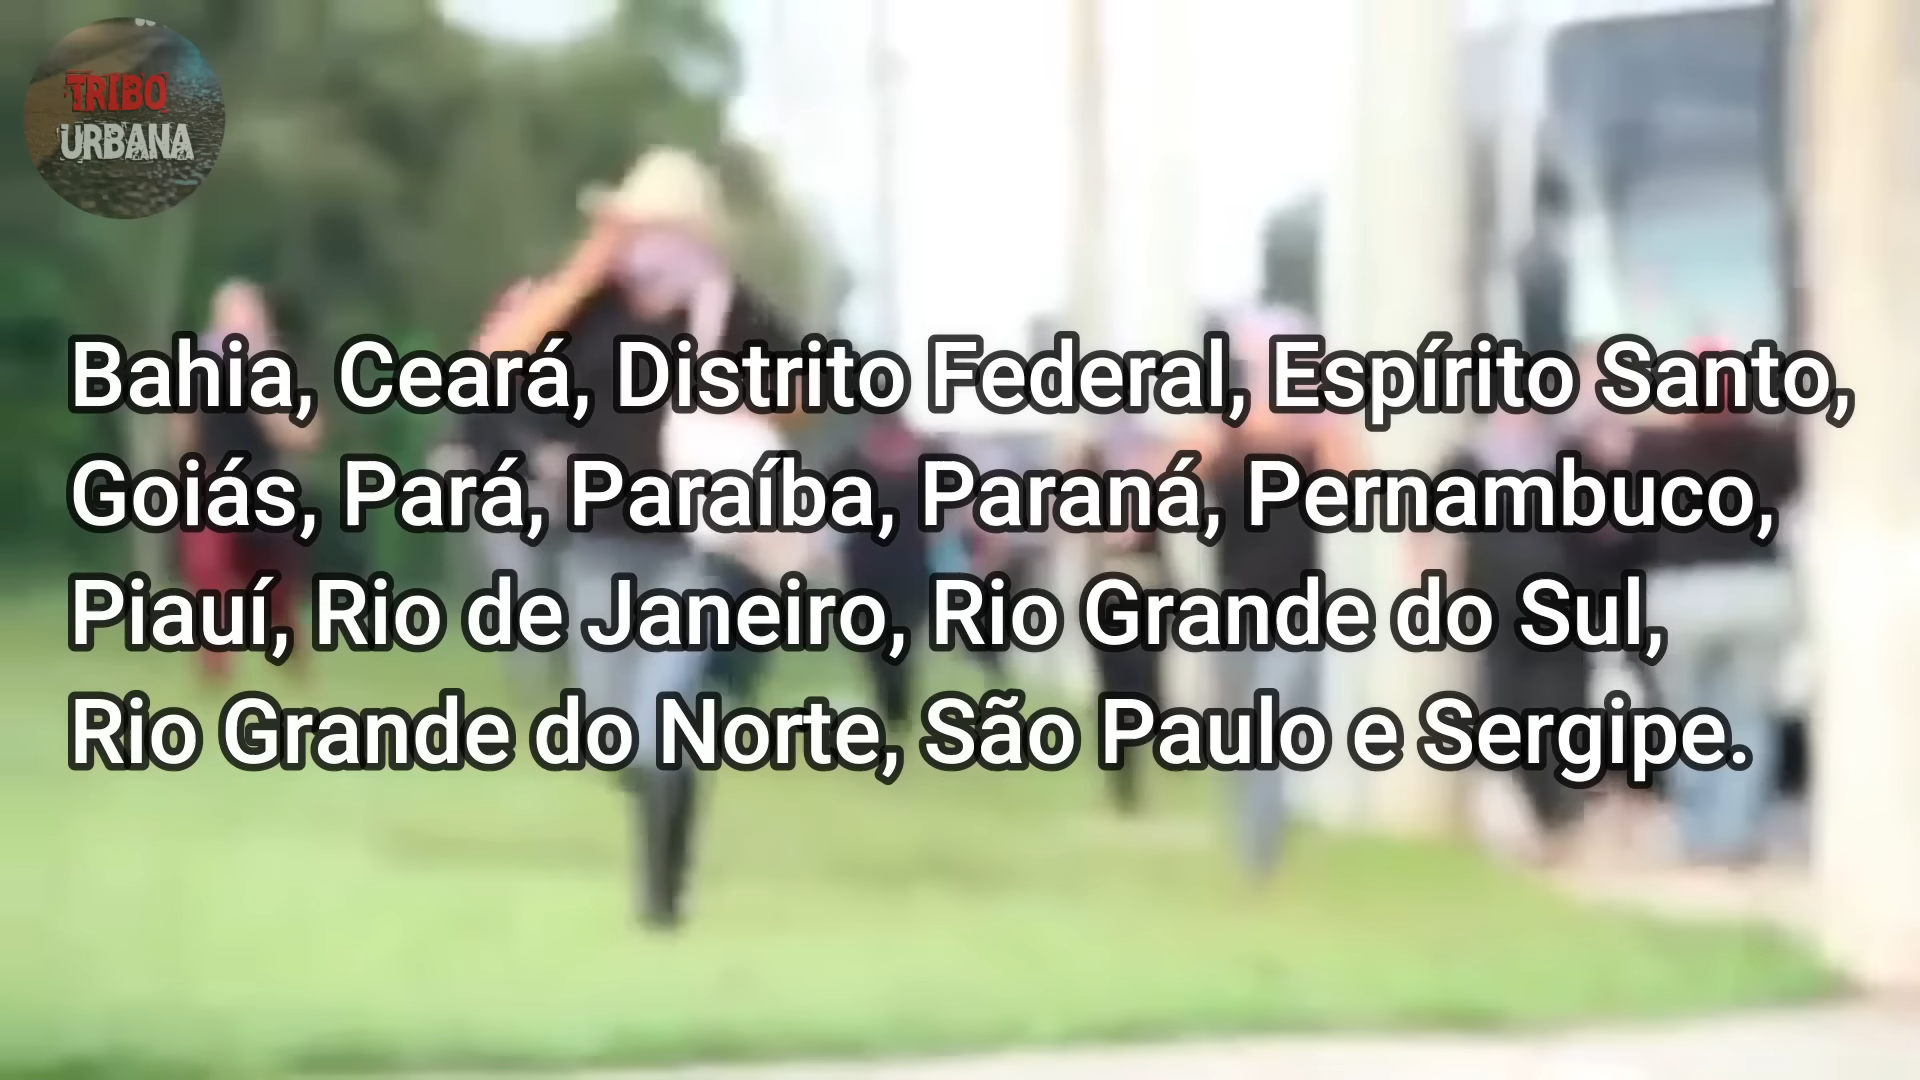 TRIBO
URBANA
Bahia, Ceará, Distrito Federal, Espírito Santo,
Goiás, Pará, Paraíba, Paraná, Pernambuco,
Piauí, Rio de Janeiro, Rio Grande do Sul,
Rio Grande do Norte, São Paulo e Sergipe.